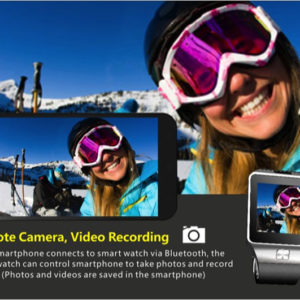 ote Camera, Video Recording
martphone connects to smart watch via Bluetooth, the
watch can control smartphone to take photos and record
(Photos and videos are saved in the smartphone)